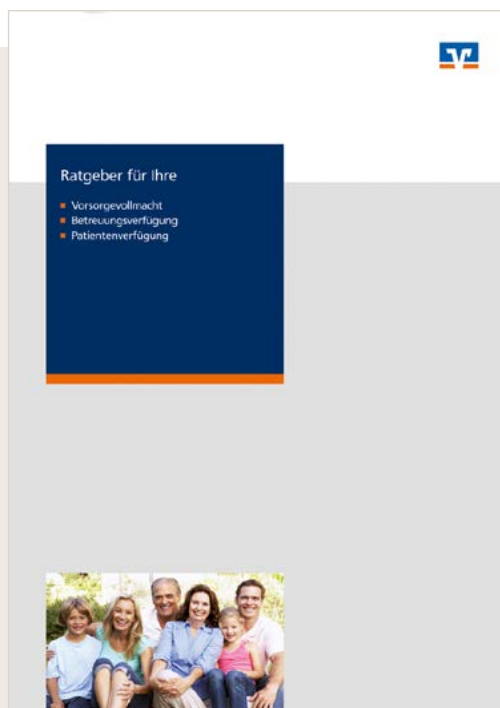 Ratgeber für Ihre
Vorsorgevollmacht
Betreuungsverfügung
Patientenverfügung